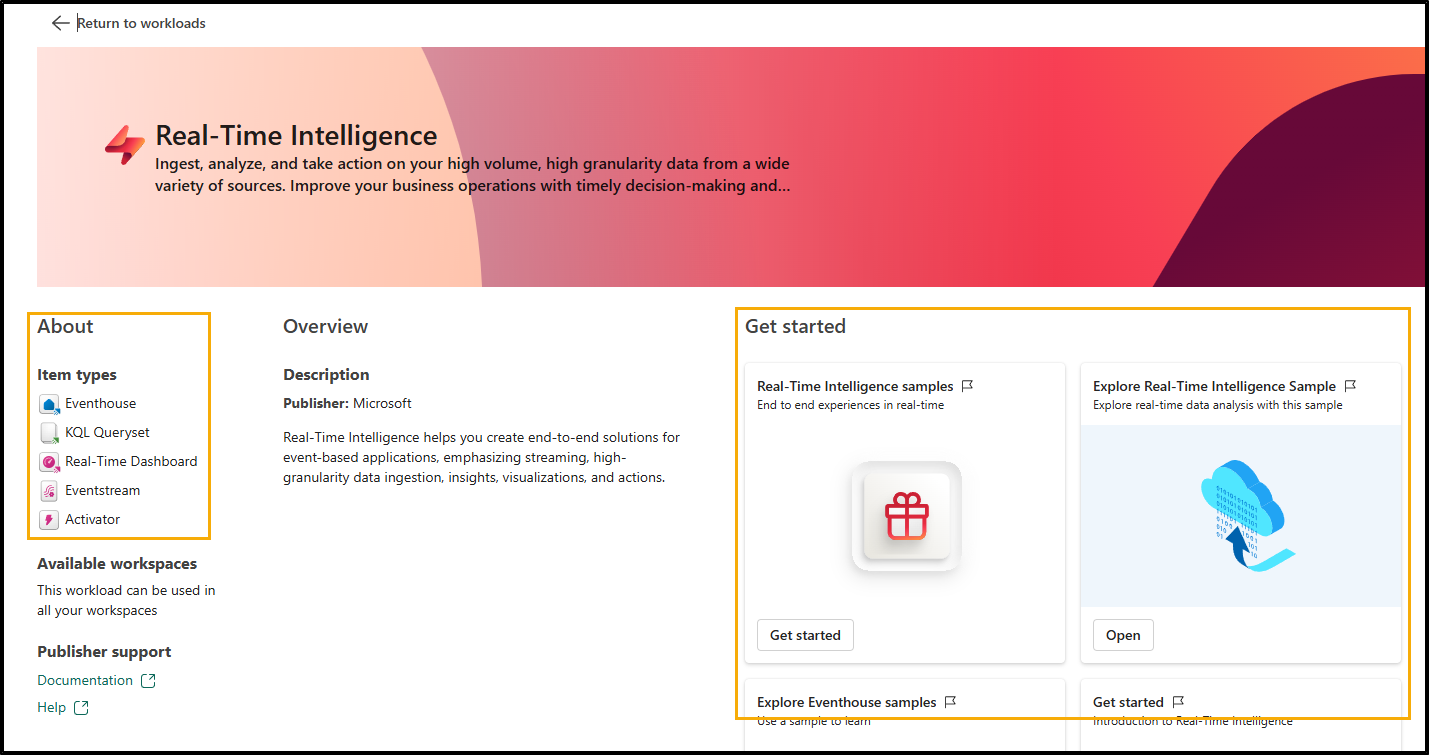 Return to workloads
Real-Time Intelligence
Ingest, analyze, and take action on your high volume, high granularity data from a wide
variety of sources. Improve your business operations with timely decision-making and...
About
Item types
Eventhouse
KQL Queryset
Real-Time Dashboard
Eventstream
Activator
Available workspaces
This workload can be used in
all your workspaces
Publisher support
Documentation
Help
Overview
Description
Publisher: Microsoft
Real-Time Intelligence helps you create end-to-end solutions for
event-based applications, emphasizing streaming, high-
granularity data ingestion, insights, visualizations, and actions.
Get started
Real-Time Intelligence samples
End to end experiences in real-time
Get started
Explore Real-Time Intelligence Sample
Explore real-time data analysis with this sample
Open
Explore Eventhouse samples
Use a sample to learn
Get started
Introduction to Real-Time Intelligence